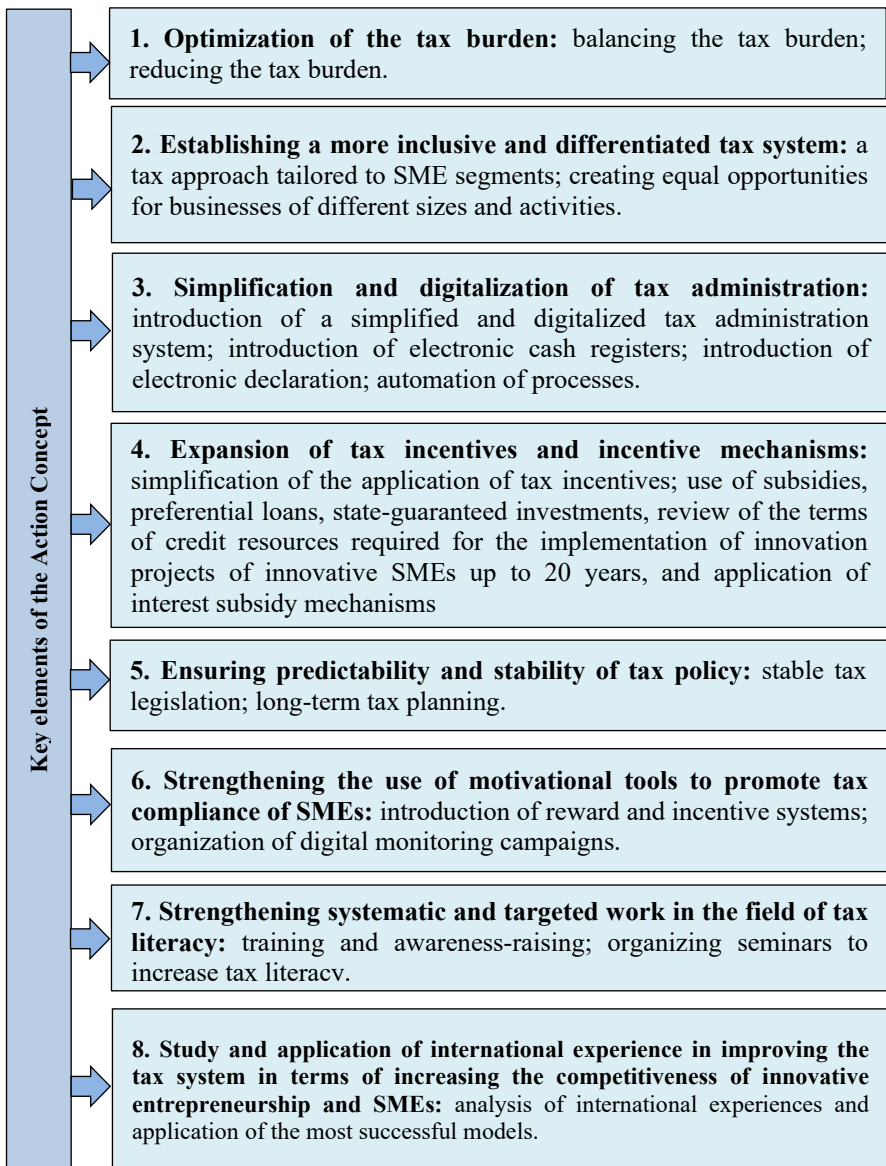 Key elements of the Action Concept
1. Optimization of the tax burden: balancing the tax burden;
reducing the tax burden.
2. Establishing a more inclusive and differentiated tax system: a
tax approach tailored to SME segments; creating equal opportunities
for businesses of different sizes and activities.
3. Simplification and digitalization of tax administration:
introduction of a simplified and digitalized tax administration
system; introduction of electronic cash registers; introduction of
electronic declaration; automation of processes.
4. Expansion of tax incentives and incentive mechanisms:
simplification of the application of tax incentives; use of subsidies,
preferential loans, state-guaranteed investments, review of the terms
of credit resources required for the implementation of innovation
projects of innovative SMEs up to 20 years, and application of
interest subsidy mechanisms
5. Ensuring predictability and stability of tax policy: stable tax
legislation; long-term tax planning.
6. Strengthening the use of motivational tools to promote tax
compliance of SMEs: introduction of reward and incentive systems;
organization of digital monitoring campaigns.
7. Strengthening systematic and targeted work in the field of tax
literacy: training and awareness-raising; organizing seminars to
increase tax literacy.
8. Study and application of international experience in improving the
tax system in terms of increasing the competitiveness of innovative
entrepreneurship and SMEs: analysis of international experiences and
application of the most successful models.